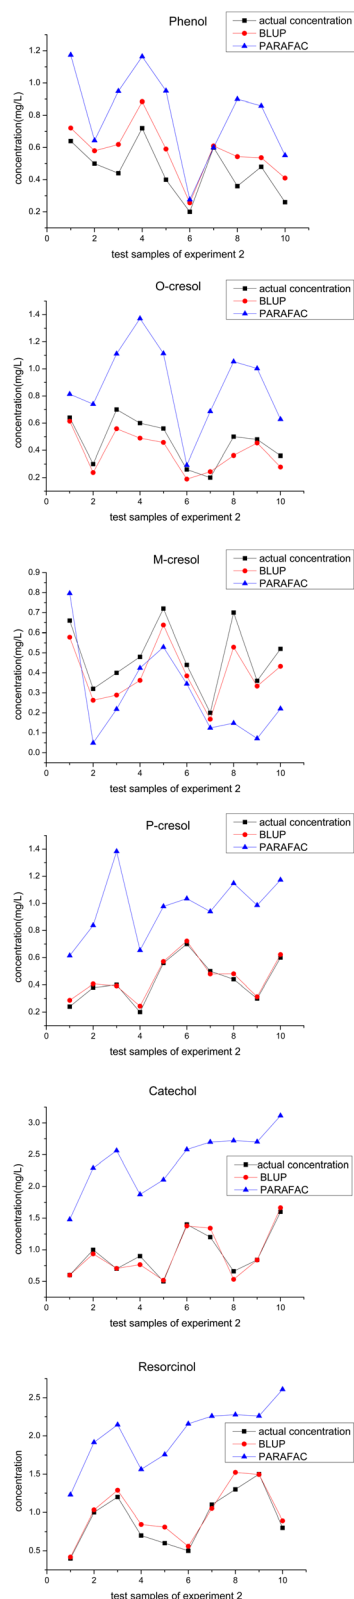 Phenol
actual concentration
BLUP
PARAFAC
concentration(mg/L)
1.2
1.0
0.8
0.6
0.4
0.2
0 2 4 6 8 10
test samples of experiment 2
O-cresol
actual concentration
BLUP
PARAFAC
concentration(mg/L)
1.4
1.2
1.0
0.8
0.6
0.4
0.2
0 2 4 6 8 10
test samples of experiment 2
M-cresol
actual concentration
BLUP
PARAFAC
concentration(mg/L)
0.9
0.8
0.7
0.6
0.5
0.4
0.3
0.2
0.1
0.0
0 2 4 6 8 10
test samples of experiment 2
P-cresol
actual concentration
BLUP
PARAFAC
concentration(mg/L)
1.4
1.2
1.0
0.8
0.6
0.4
0.2
0 2 4 6 8 10
test samples of experiment 2
Catechol
actual concentration
BLUP
PARAFAC
concentration(mg/L)
3.0
2.5
2.0
1.5
1.0
0.5
0 2 4 6 8 10
test samples of experiment 2
Resorcinol
actual concentration
BLUP
PARAFAC
concentration
2.5
2.0
1.5
1.0
0.5
0 2 4 6 8 10
test samples of experiment 2